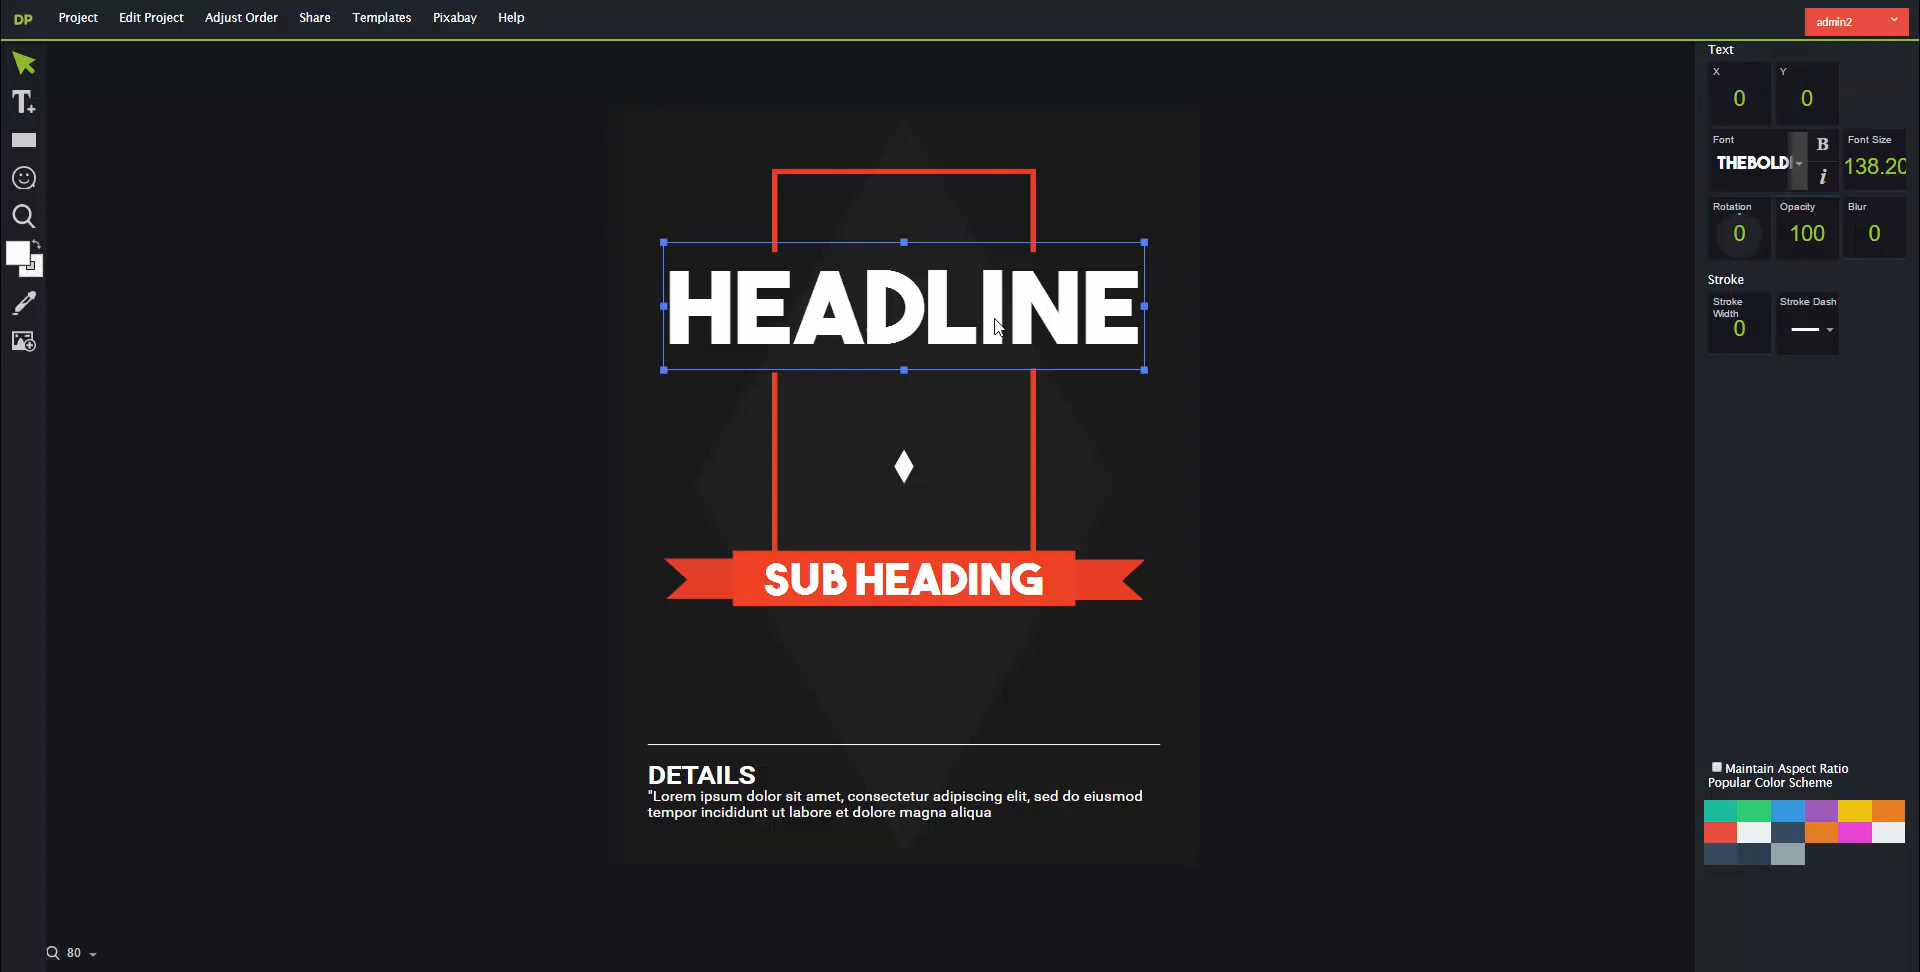 DP Project Edit Project Adjust Order Share Templates Pixabay Help admin2
Text
X Y
0 0
Font B Font Size
THEBOLD 138.20
i
Rotation Opacity Blur
0 100 0
Stroke
Stroke Width Stroke Dash
0
HEADLINE
SUB HEADING
DETAILS
"Lorem ipsum dolor sit amet, consectetur adipiscing elit, sed do eiusmod
tempor incididunt ut labore et dolore magna aliqua
Maintain Aspect Ratio
Popular Color Scheme
80